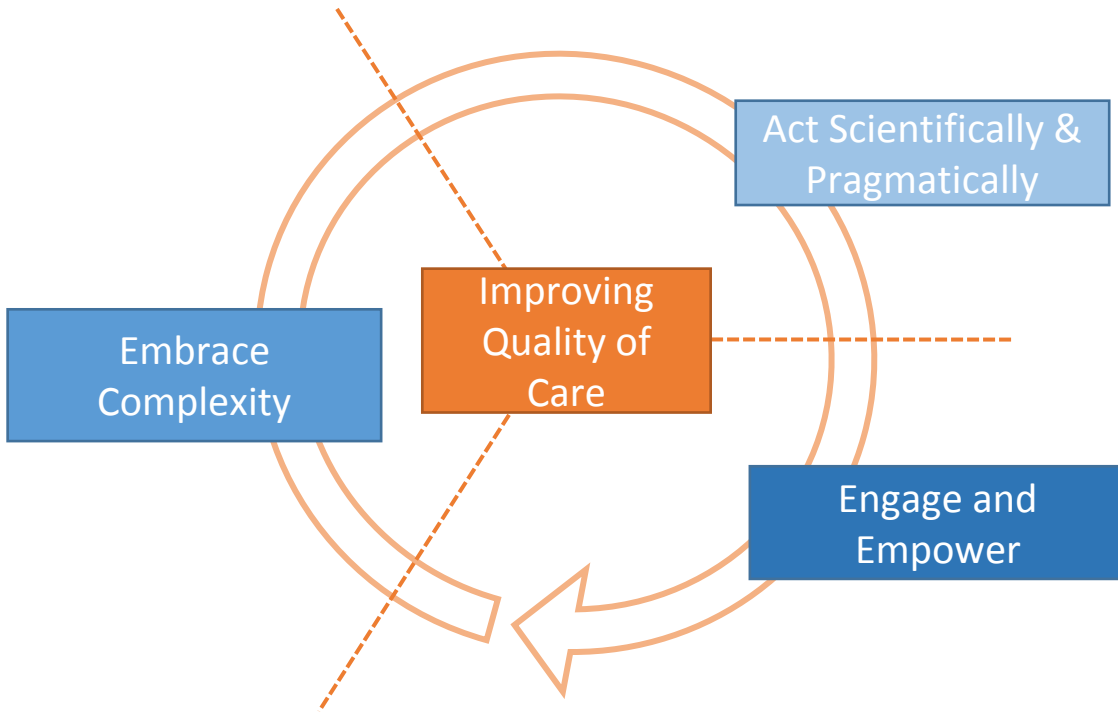 Act Scientifically &
Pragmatically
Improving
Quality of
Care
Embrace
Complexity
Engage and
Empower